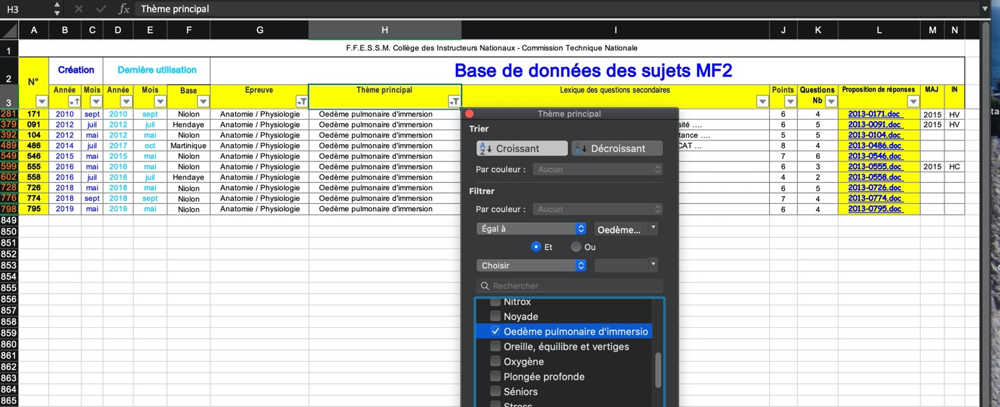 H3 fx Thème principal
A B C D E F G H I J K L M N
1 F.F.E.S.S.M. Collège des Instructeurs Nationaux - Commission Technique Nationale
2 N° Création Dernière utilisation Base de données des sujets MF2
3 Année Mois Année Mois Base Epreuve Thème principal Lexique des questions secondaires Points Questions Nb Proposition de réponses MAJ IN
281 171 2010 sept 2010 sept Niolon Anatomie / Physiologie Oedème pulmonaire d'immersion 6 4 2013-0171.doc 2015 HV
379 091 2012 juil 2012 juil Hendaye Anatomie / Physiologie Oedème pulmonaire d'immersion sité .... 6 5 2013-0091.doc 2015 HV
392 104 2012 mai 2012 mai Niolon Anatomie / Physiologie Oedème pulmonaire d'immersion tance .... 5 5 2013-0104.doc
489 486 2014 juil 2017 oct Martinique Anatomie / Physiologie Oedème pulmonaire d'immersion CAT ... 8 4 2013-0486.doc
549 546 2015 mai 2015 mai Niolon Anatomie / Physiologie Oedème pulmonaire d'immersion 7 6 2013-0546.doc
599 555 2016 mai 2016 mai Niolon Anatomie / Physiologie Oedème pulmonaire d'immersion 6 3 2013-0555.doc 2015 HC
602 558 2016 juil 2016 juil Hendaye Anatomie / Physiologie Oedème pulmonaire d'immersion 4 2 2013-0558.doc
728 726 2018 mai 2018 mai Niolon Anatomie / Physiologie Oedème pulmonaire d'immersion 6 5 2013-0726.doc
776 774 2018 sept 2018 sept Niolon Anatomie / Physiologie Oedème pulmonaire d'immersion 7 4 2013-0774.doc
798 795 2019 mai 2019 mai Niolon Anatomie / Physiologie Oedème pulmonaire d'immersion 6 4 2013-0795.doc
849
850
851
852
853
854
855
856
857
858
859
860
861
862
863
864
865
Thème principal
Trier
A Z Croissant Z A Décroissant
Par couleur : Aucun
Filtrer
Par couleur : Aucun
Égal à Oedème...
Et Ou
Choisir
Rechercher
Nitrox
Noyade
Oedème pulmonaire d'immersio
Oreille, équilibre et vertiges
Oxygène
Plongée profonde
Séniors
Stress
ta